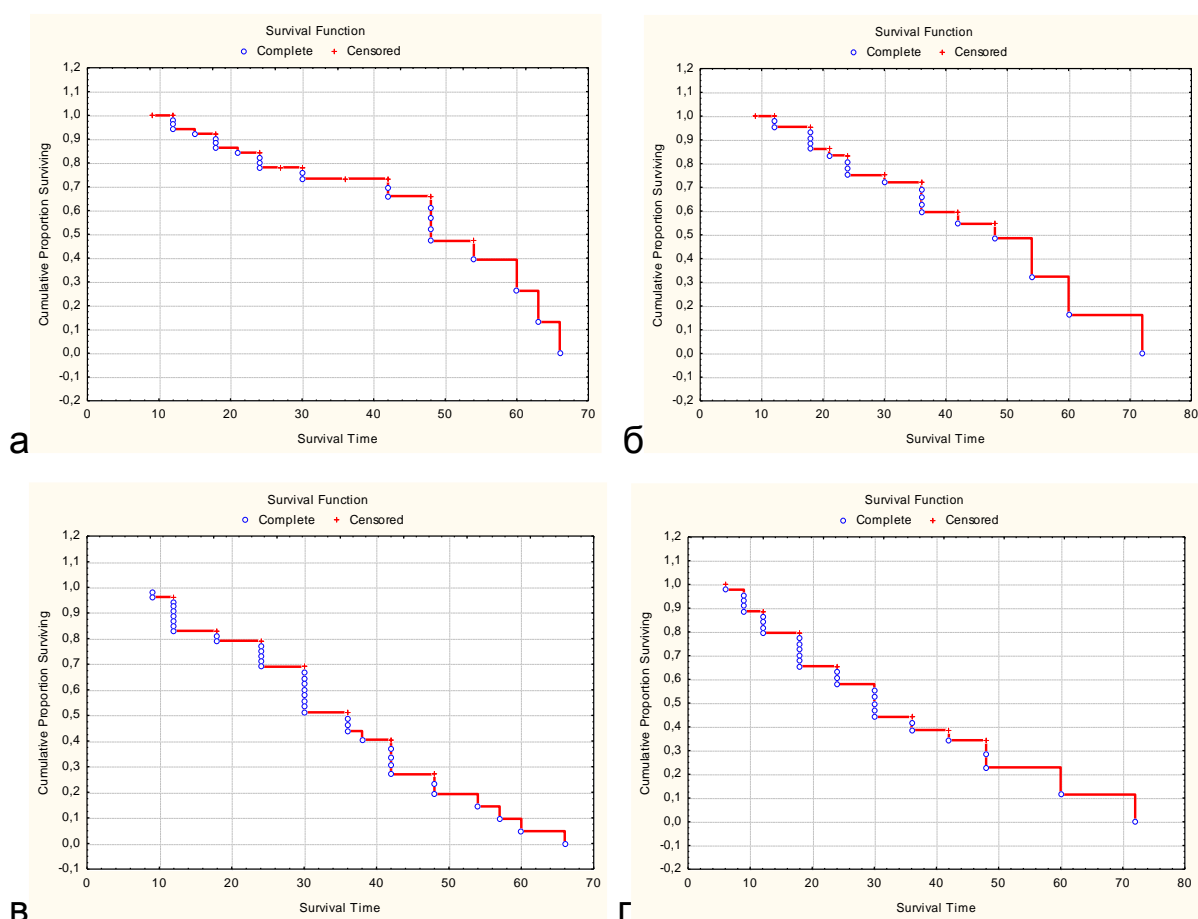 Survival Function
Complete Censored
1,2
1,1
1,0
0,9
0,8
0,7
0,6
0,5
0,4
0,3
0,2
0,1
0,0
-0,1
-0,2
Cumulative Proportion Surviving
0 10 20 30 40 50 60 70
Survival Time
а
Survival Function
Complete Censored
1,2
1,1
1,0
0,9
0,8
0,7
0,6
0,5
0,4
0,3
0,2
0,1
0,0
-0,1
-0,2
Cumulative Proportion Surviving
0 10 20 30 40 50 60 70 80
Survival Time
б
Survival Function
Complete Censored
1,2
1,1
1,0
0,9
0,8
0,7
0,6
0,5
0,4
0,3
0,2
0,1
0,0
-0,1
Cumulative Proportion Surviving
0 10 20 30 40 50 60 70
Survival Time
в
Survival Function
Complete Censored
1,2
1,1
1,0
0,9
0,8
0,7
0,6
0,5
0,4
0,3
0,2
0,1
0,0
-0,1
-0,2
Cumulative Proportion Surviving
0 10 20 30 40 50 60 70 80
Survival Time
г